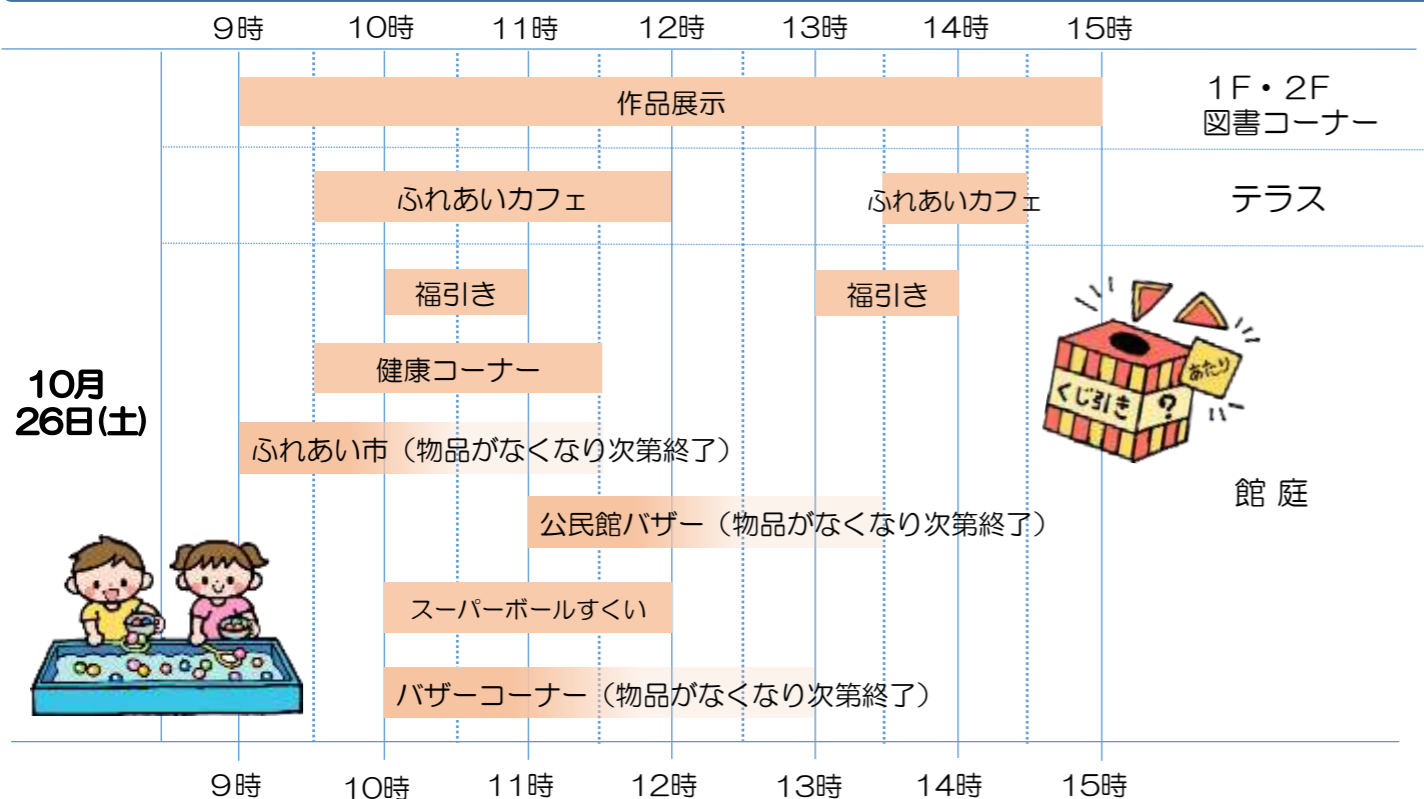 9時 10時 11時 12時 13時 14時 15時
作品展示
1F・2F
図書コーナー
ふれあいカフェ ふれあいカフェ
テラス
福引き 福引き
健康コーナー
あたり
くじ引き ?
10月
26日(土)
ふれあい市（物品がなくなり次第終了）
館 庭
公民館バザー（物品がなくなり次第終了）
スーパーボールすくい
バザーコーナー（物品がなくなり次第終了）
9時 10時 11時 12時 13時 14時 15時